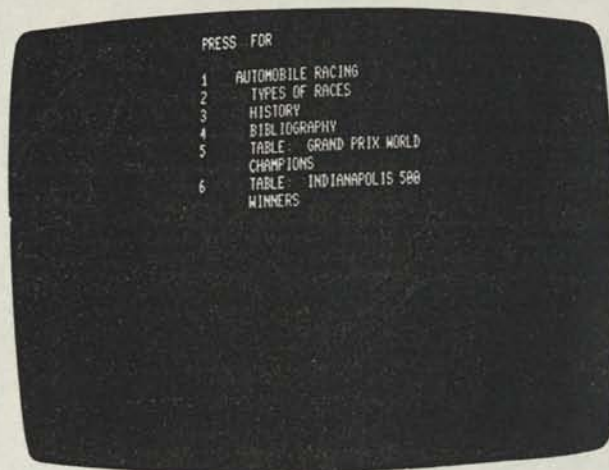 PRESS FOR
1 AUTOMOBILE RACING
2 TYPES OF RACES
3 HISTORY
4 BIBLIOGRAPHY
5 TABLE: GRAND PRIX WORLD
CHAMPIONS
6 TABLE: INDIANAPOLIS 500
WINNERS